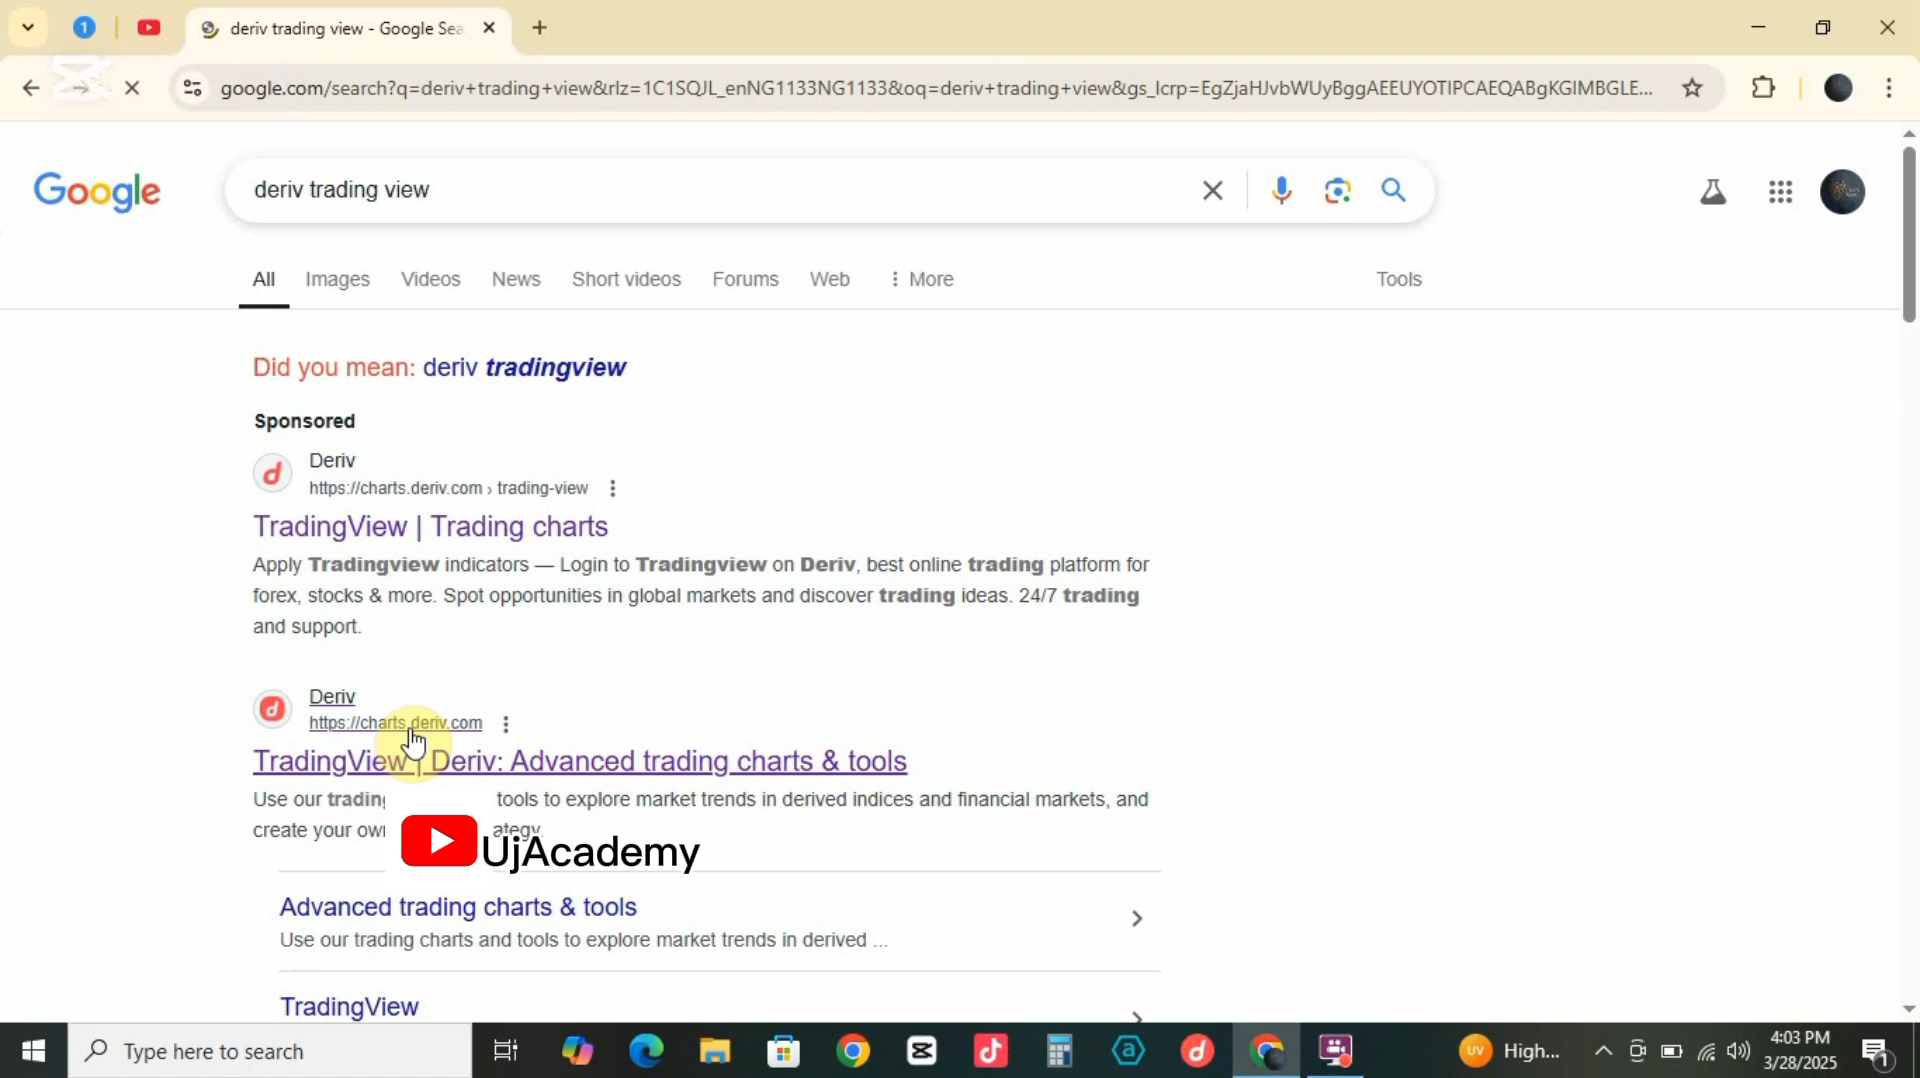 1
deriv trading view - Google Sea
google.com/search?q=deriv+trading+view&rlz=1C1SQJL_enNG1133NG1133&oq=deriv+trading+view&gs_lcrp=EgZjaHJvbWUyBggAEEUYOTIPCAEQABgKGIMBGLE...
Google
deriv trading view
All Images Videos News Short videos Forums Web More Tools
Did you mean: deriv tradingview
Sponsored
Deriv
https://charts.deriv.com › trading-view
TradingView | Trading charts
Apply Tradingview indicators — Login to Tradingview on Deriv, best online trading platform for
forex, stocks & more. Spot opportunities in global markets and discover trading ideas. 24/7 trading
and support.
Deriv
https://charts.deriv.com
TradingView | Deriv: Advanced trading charts & tools
Use our trading tools to explore market trends in derived indices and financial markets, and
create your own ategy.
UjAcademy
Advanced trading charts & tools
Use our trading charts and tools to explore market trends in derived ...
TradingView
Type here to search
UV High...
4:03 PM
3/28/2025
1